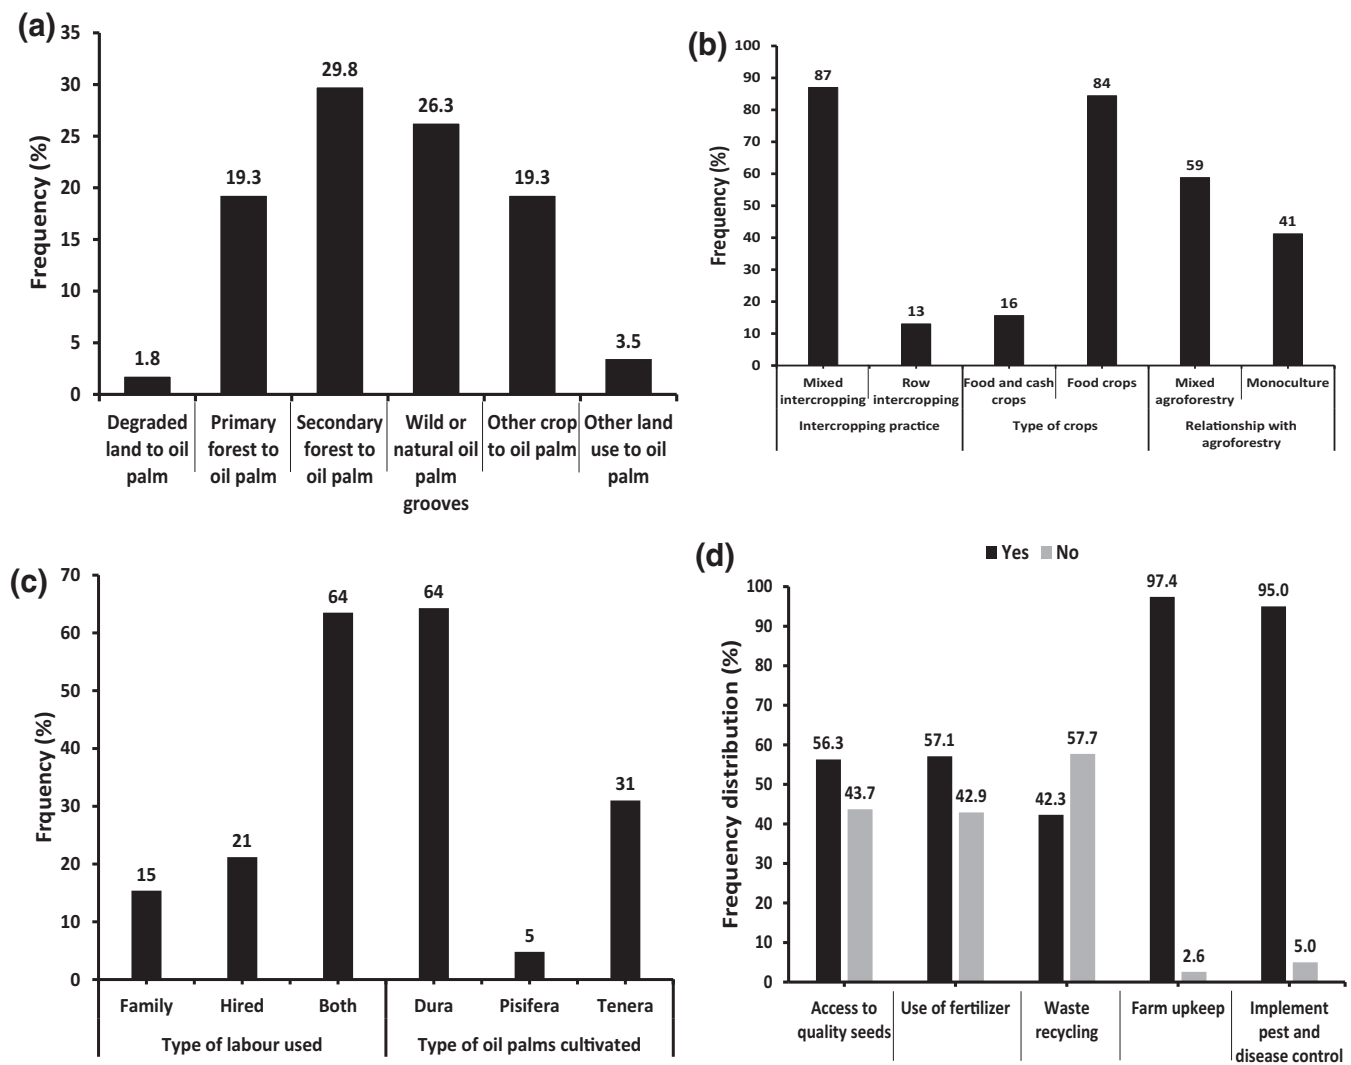 (a)
35
30
25
20
15
10
5
0
Frequency (%)
1.8
19.3
29.8
26.3
19.3
3.5
Degraded
land to oil
palm
Primary
forest to
oil palm
Secondary
forest to
oil palm
Wild or
natural oil
palm
grooves
Other crop
to oil palm
Other land
use to oil
palm
(b)
100
90
80
70
60
50
40
30
20
10
0
Frequency (%)
87
13
16
84
59
41
Mixed
intercropping
Row
intercropping
Food and cash
crops
Food crops
Mixed
agroforestry
Monoculture
Intercropping practice
Type of crops
Relationship with
agroforestry
(c)
70
60
50
40
30
20
10
0
Frquency (%)
15
21
64
64
5
31
Family
Hired
Both
Dura
Pisifera
Tenera
Type of labour used
Type of oil palms cultivated
(d)
Yes
No
100
90
80
70
60
50
40
30
20
10
0
Frequency distribution (%)
56.3
43.7
57.1
42.9
42.3
57.7
97.4
2.6
95.0
5.0
Access to
quality seeds
Use of fertilizer
Waste
recycling
Farm upkeep
Implement
pest and
disease control